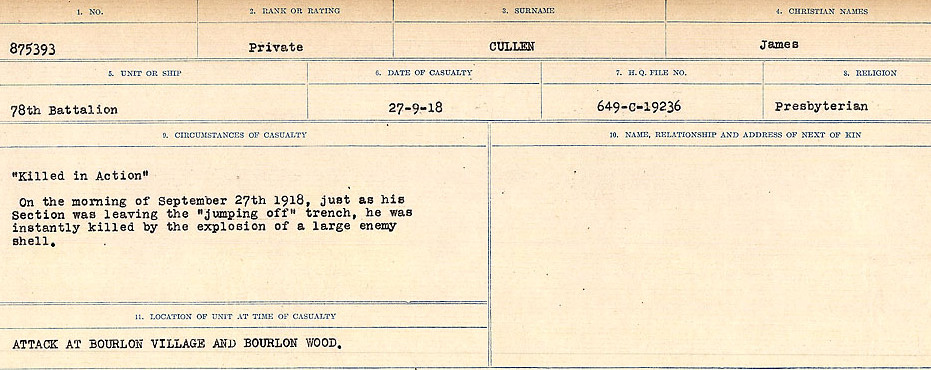 1. NO.
2. RANK OR RATING
3. SURNAME
4. CHRISTIAN NAMES
875393
Private
CULLEN
James
5. UNIT OR SHIP
6. DATE OF CASUALTY
7. H. Q. FILE NO.
8. RELIGION
78th Battalion
27-9-18
649-C-19236
Presbyterian
9. CIRCUMSTANCES OF CASUALTY
10. NAME, RELATIONSHIP AND ADDRESS OF NEXT OF KIN
"Killed in Action"
On the morning of September 27th 1918, just as his
Section was leaving the "jumping off" trench, he was
instantly killed by the explosion of a large enemy
shell.
11. LOCATION OF UNIT AT TIME OF CASUALTY
ATTACK AT BOURLON VILLAGE AND BOURLON WOOD.